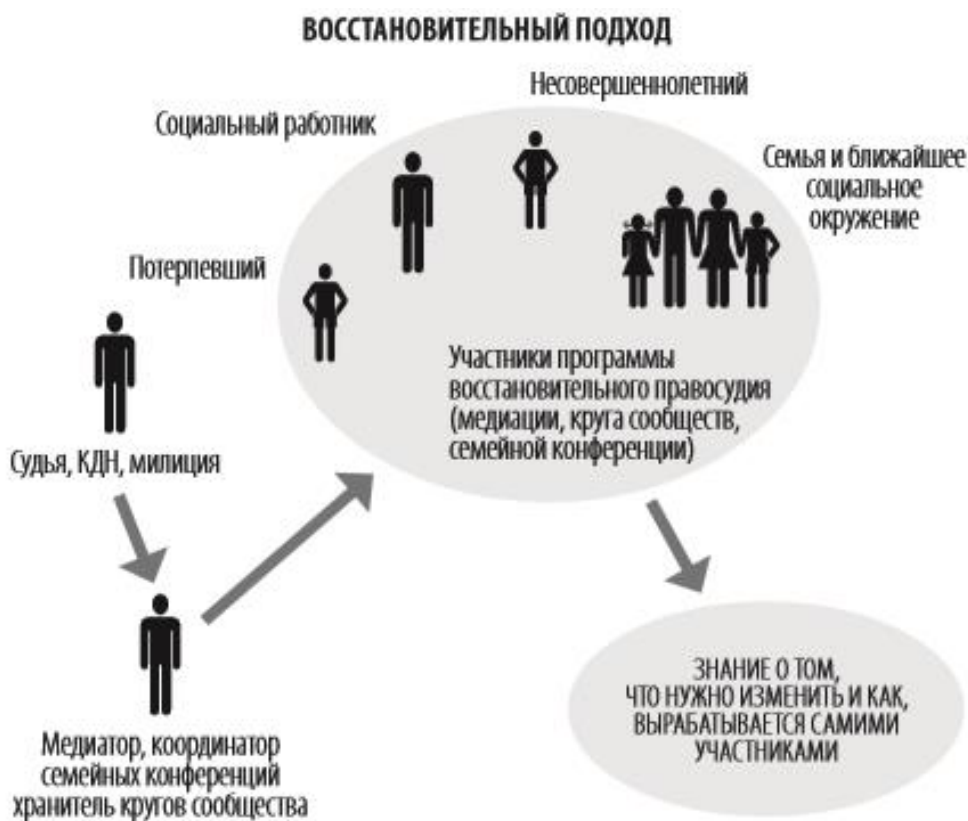 ВОССТАНОВИТЕЛЬНЫЙ ПОДХОД
Несовершеннолетний
Социальный работник
Семья и ближайшее
социальное
окружение
Потерпевший
Участники программы
восстановительного правосудия
(медиации, круга сообществ,
семейной конференции)
Судья, КДН, милиция
Медиатор, координатор
семейных конференций
хранитель кругов сообщества
ЗНАНИЕ О ТОМ,
ЧТО НУЖНО ИЗМЕНИТЬ И КАК,
ВЫРАБАТЫВАЕТСЯ САМИМИ
УЧАСТНИКАМИ